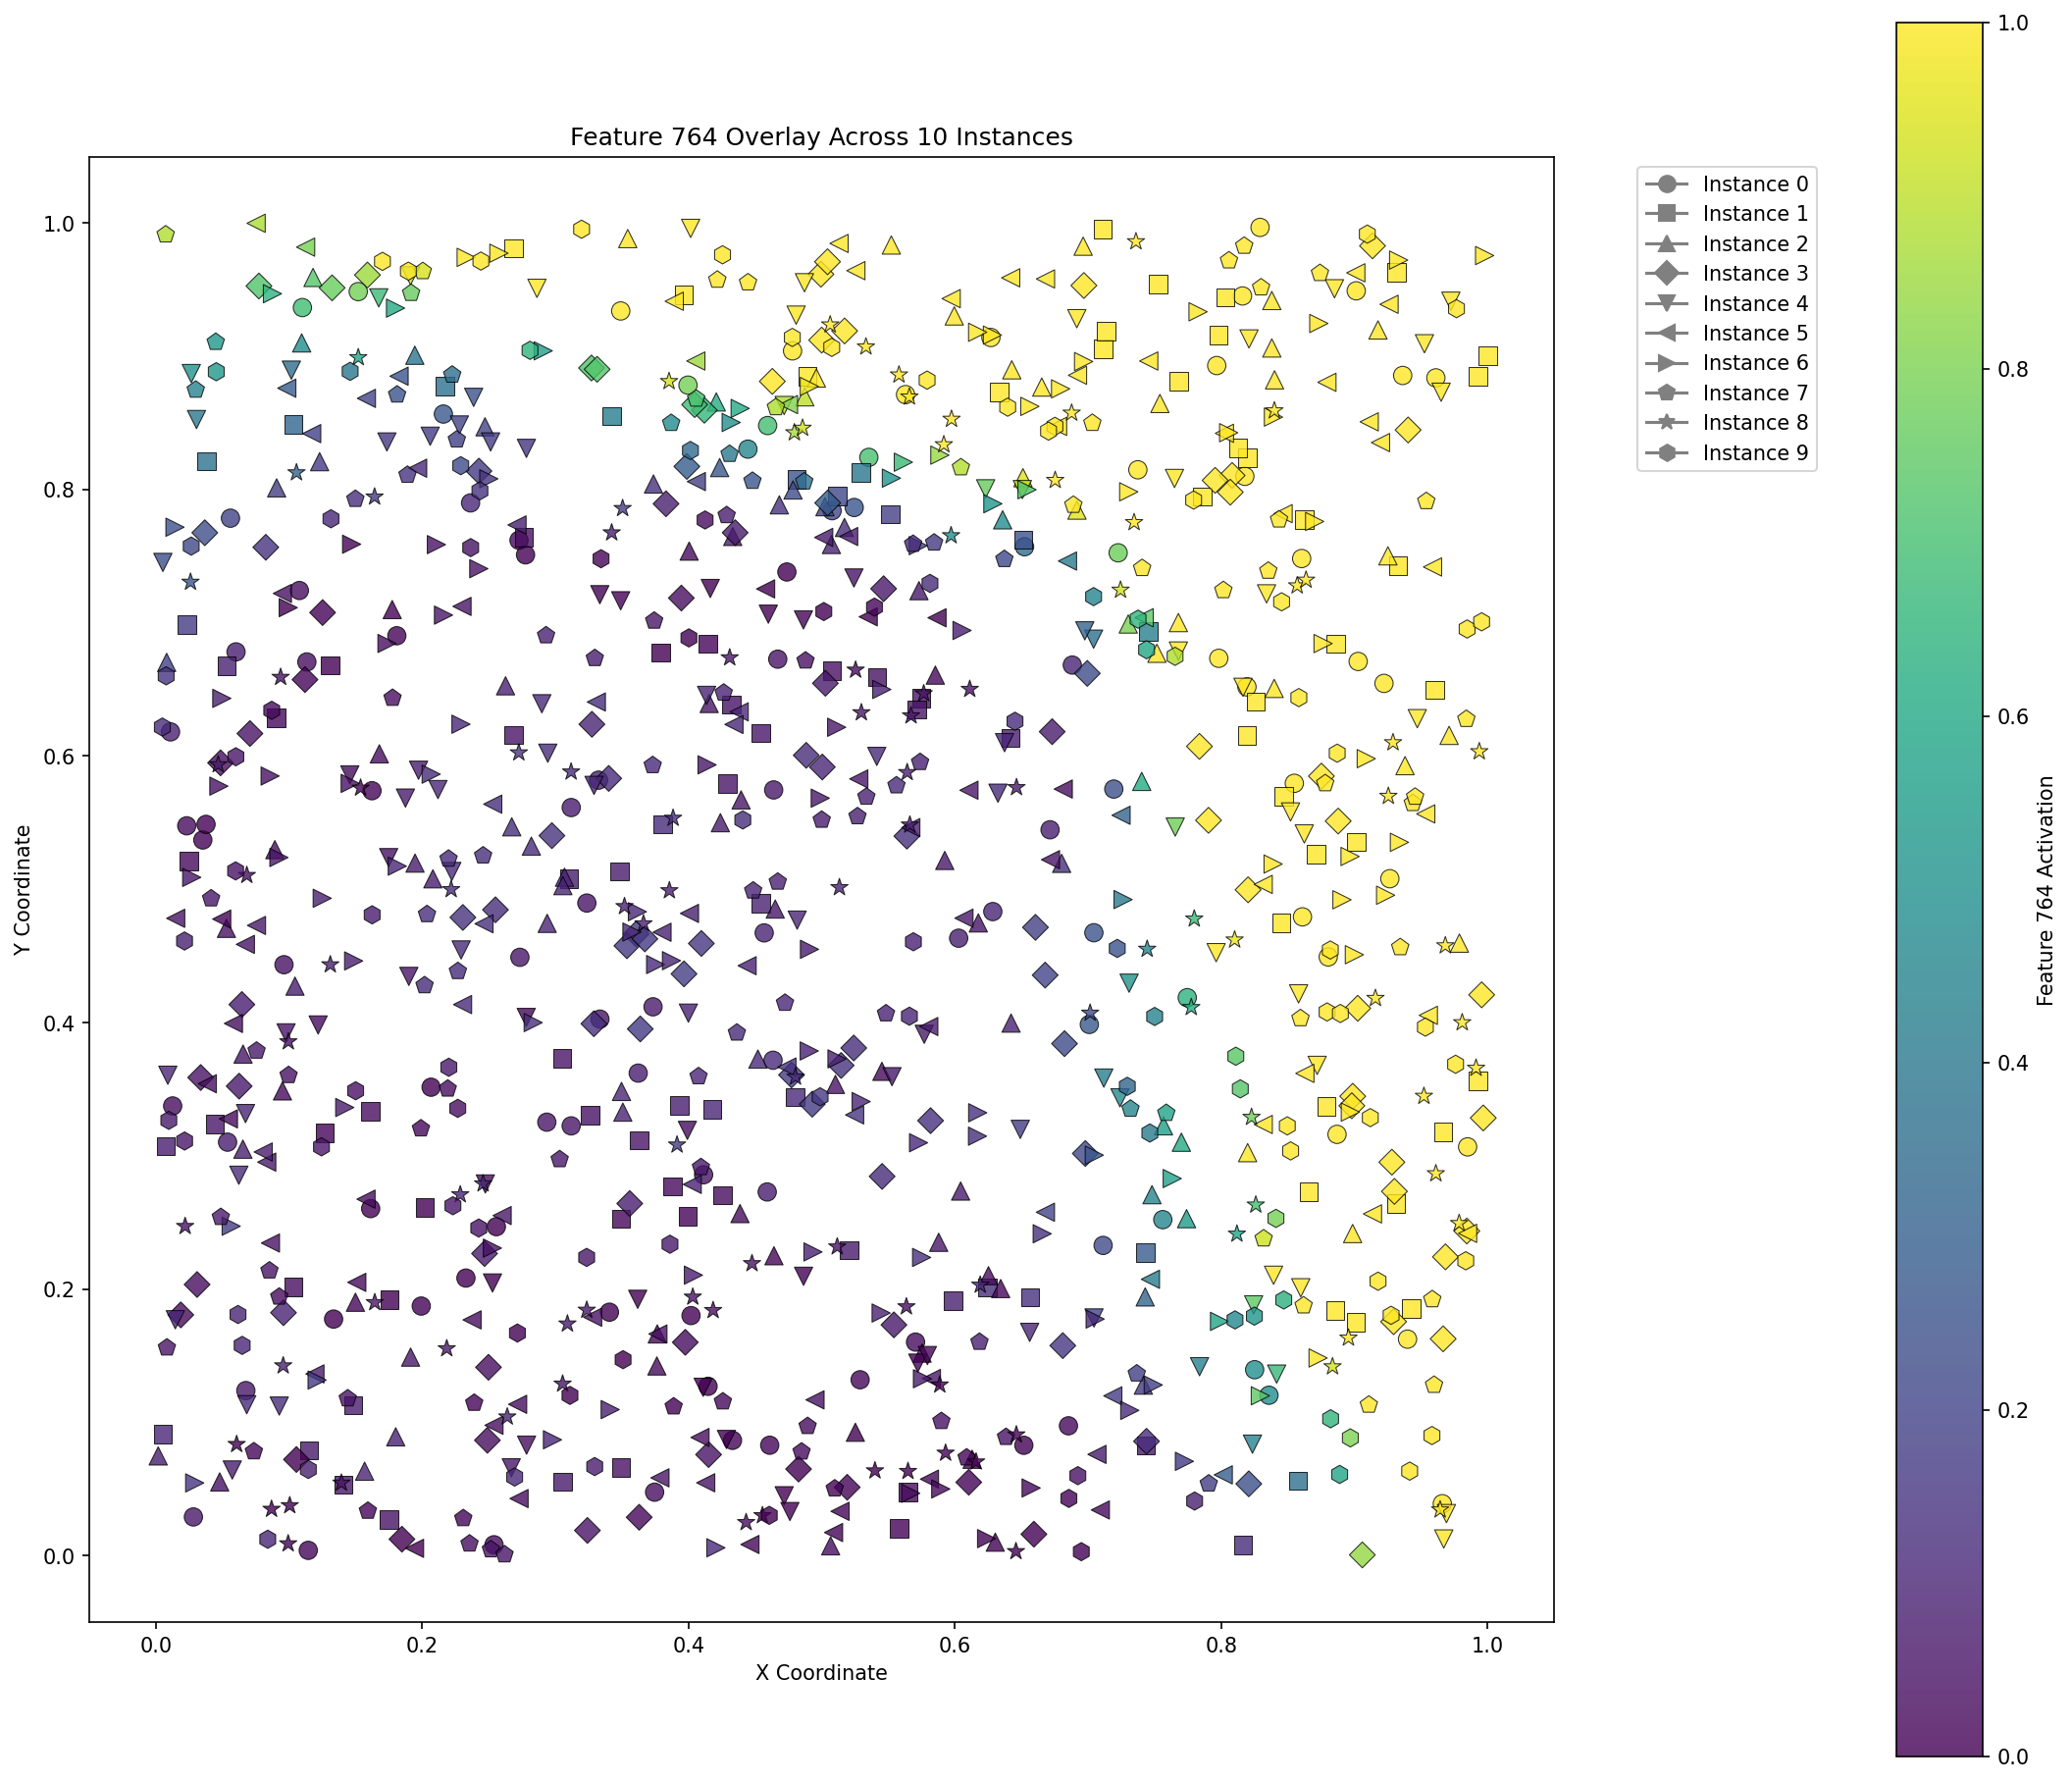 Feature 764 Overlay Across 10 Instances
1.0
0.8
0.6
0.4
0.2
0.0
Y Coordinate
0.0
0.2
0.4
0.6
0.8
1.0
X Coordinate
Instance 0
Instance 1
Instance 2
Instance 3
Instance 4
Instance 5
Instance 6
Instance 7
Instance 8
Instance 9
1.0
0.8
0.6
0.4
0.2
0.0
Feature 764 Activation